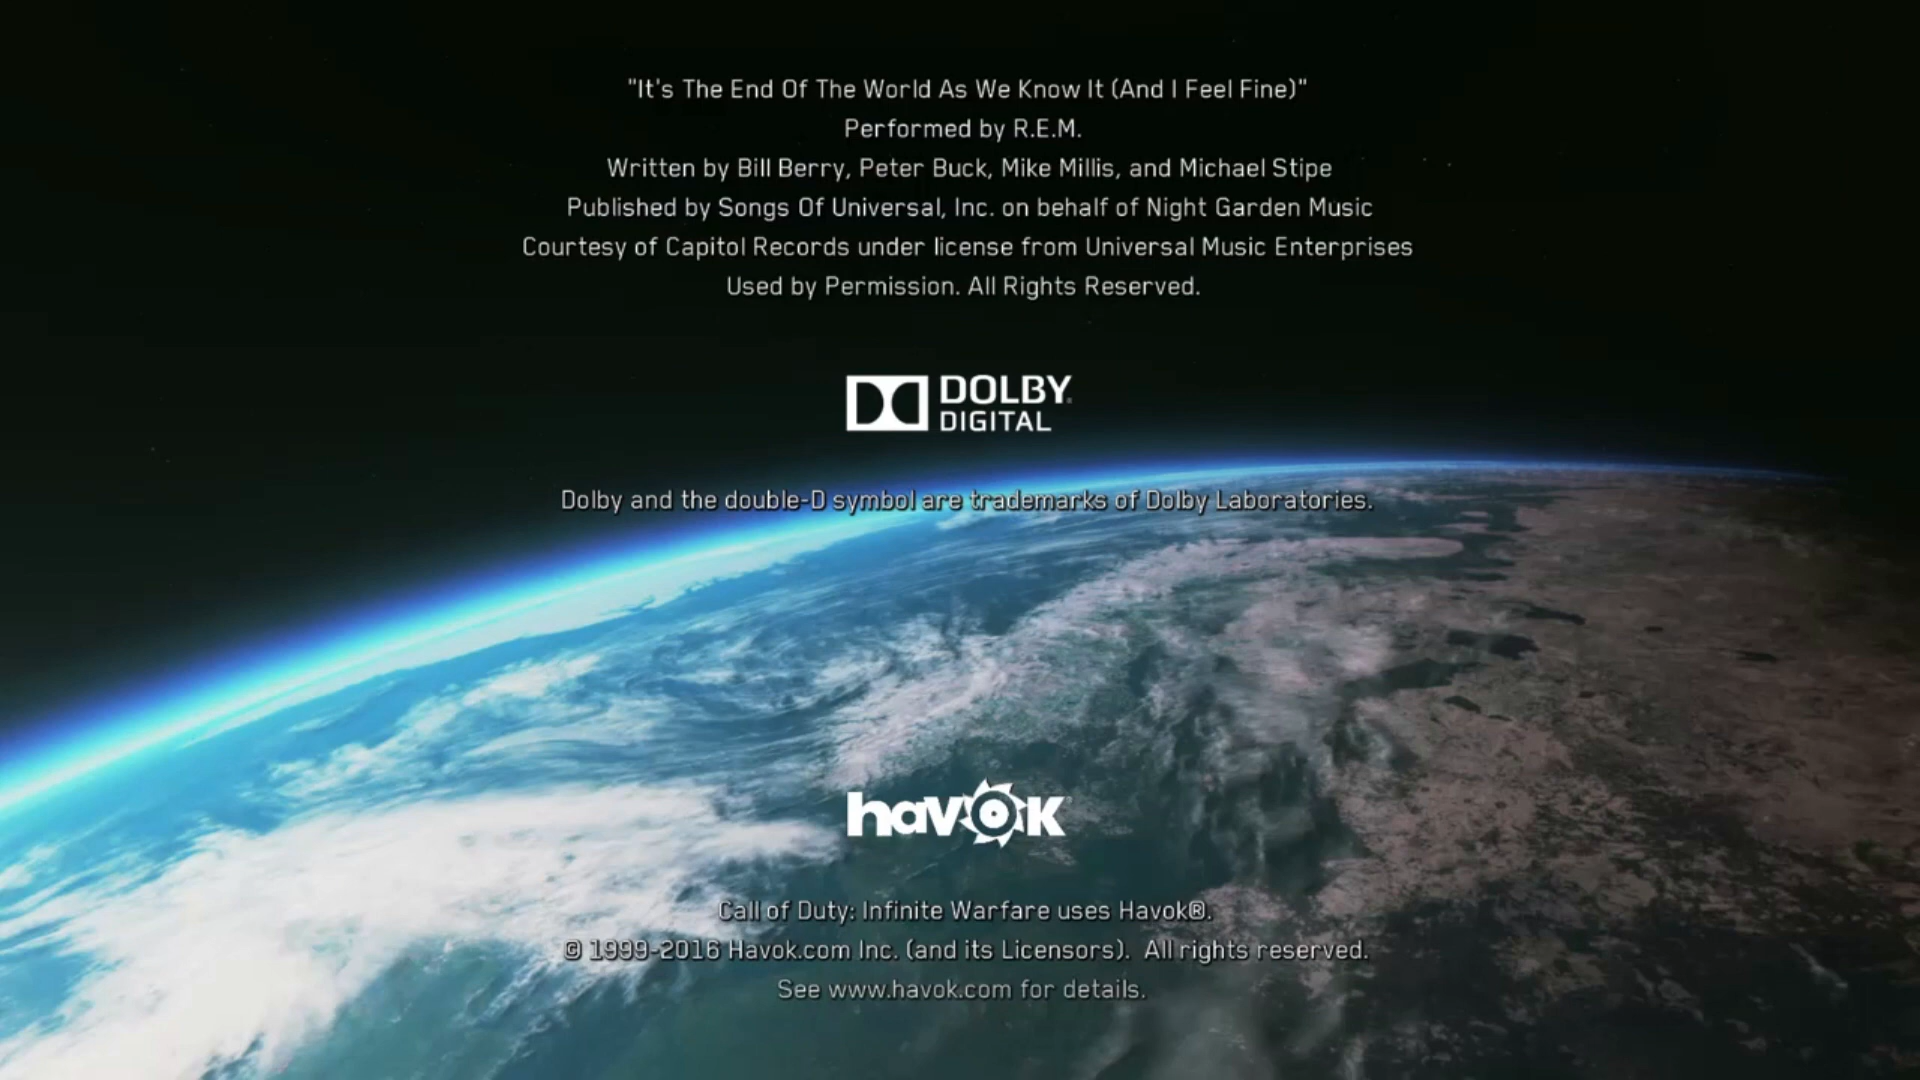 "It's The End Of The World As We Know It (And I Feel Fine)"
Performed by R.E.M.
Written by Bill Berry, Peter Buck, Mike Millis, and Michael Stipe
Published by Songs Of Universal, Inc. on behalf of Night Garden Music
Courtesy of Capitol Records under license from Universal Music Enterprises
Used by Permission. All Rights Reserved.
DOLBY
DIGITAL
Dolby and the double-D symbol are trademarks of Dolby Laboratories.
havok
Call of Duty: Infinite Warfare uses Havok®.
© 1999-2016 Havok.com Inc. (and its Licensors). All rights reserved.
See www.havok.com for details.